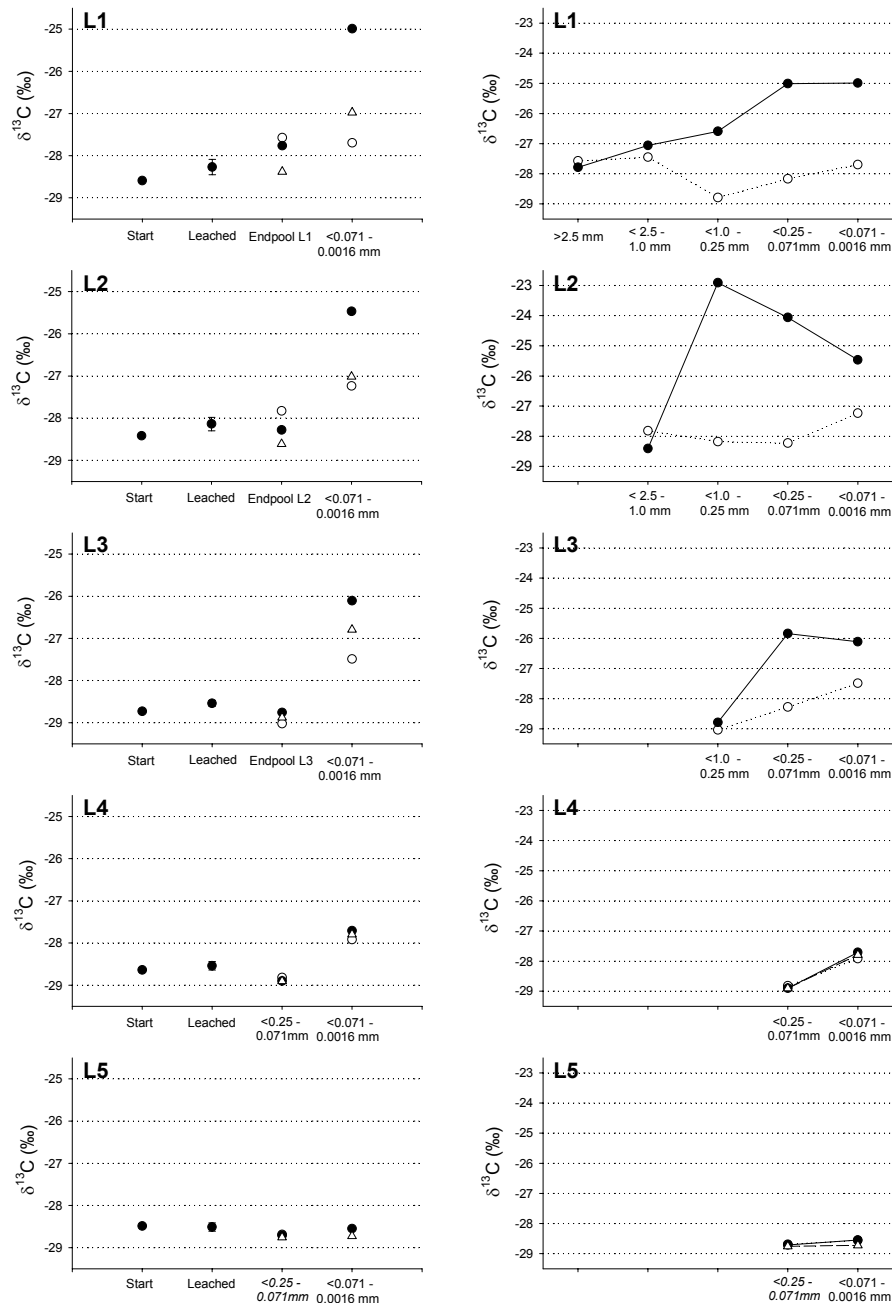 L1
-25
-26
-27
-28
-29
δ13C (‰)
Start
Leached
Endpool L1
<0.071 -
0.0016 mm
L1
-23
-24
-25
-26
-27
-28
-29
δ13C (‰)
>2.5 mm
< 2.5 -
1.0 mm
<1.0 -
0.25 mm
<0.25 -
0.071mm
<0.071 -
0.0016 mm
L2
-25
-26
-27
-28
-29
δ13C (‰)
Start
Leached
Endpool L2
<0.071 -
0.0016 mm
L2
-23
-24
-25
-26
-27
-28
-29
δ13C (‰)
< 2.5 -
1.0 mm
<1.0 -
0.25 mm
<0.25 -
0.071mm
<0.071 -
0.0016 mm
L3
-25
-26
-27
-28
-29
δ13C (‰)
Start
Leached
Endpool L3
<0.071 -
0.0016 mm
L3
-23
-24
-25
-26
-27
-28
-29
δ13C (‰)
<1.0 -
0.25 mm
<0.25 -
0.071mm
<0.071 -
0.0016 mm
L4
-25
-26
-27
-28
-29
δ13C (‰)
Start
Leached
<0.25 -
0.071mm
<0.071 -
0.0016 mm
L4
-23
-24
-25
-26
-27
-28
-29
δ13C (‰)
<0.25 -
0.071mm
<0.071 -
0.0016 mm
L5
-25
-26
-27
-28
-29
δ13C (‰)
Start
Leached
<0.25 -
0.071mm
<0.071 -
0.0016 mm
L5
-23
-24
-25
-26
-27
-28
-29
δ13C (‰)
<0.25 -
0.071mm
<0.071 -
0.0016 mm